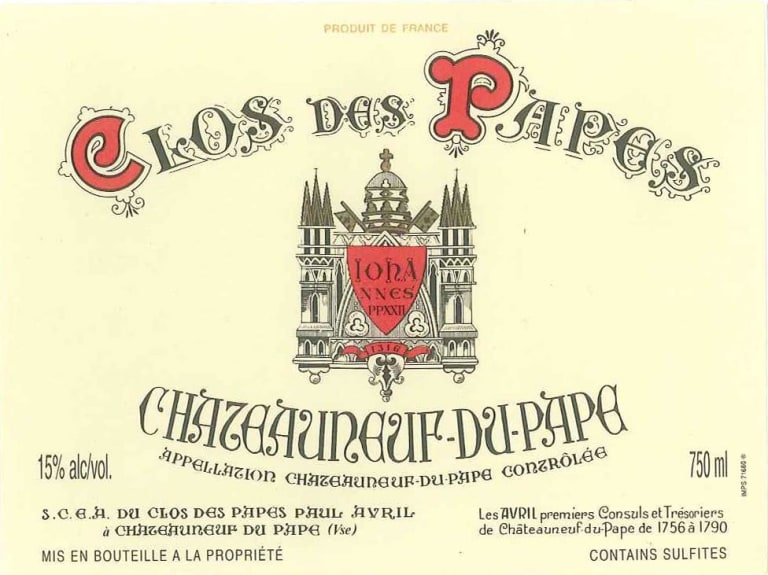 PRODUIT DE FRANCE
CLOS DES PAPES
IOHA
NNES
PPXXII
1316
CHATEAUNEUF-DU-PAPE
APPELLATION CHATEAUNEUF-DU-PAPE CONTRÔLÉE
15% alc/vol.
750 ml
IMPS 71680 ®
S.C.E.A. DU CLOS DES PAPES PAUL AVRIL
à CHATEAUNEUF DU PAPE (Vse)
Les AVRIL premiers Consuls et Trésoriers
de Châteauneuf-du-Pape de 1756 à 1790
MIS EN BOUTEILLE A LA PROPRIÉTÉ
CONTAINS SULFITES